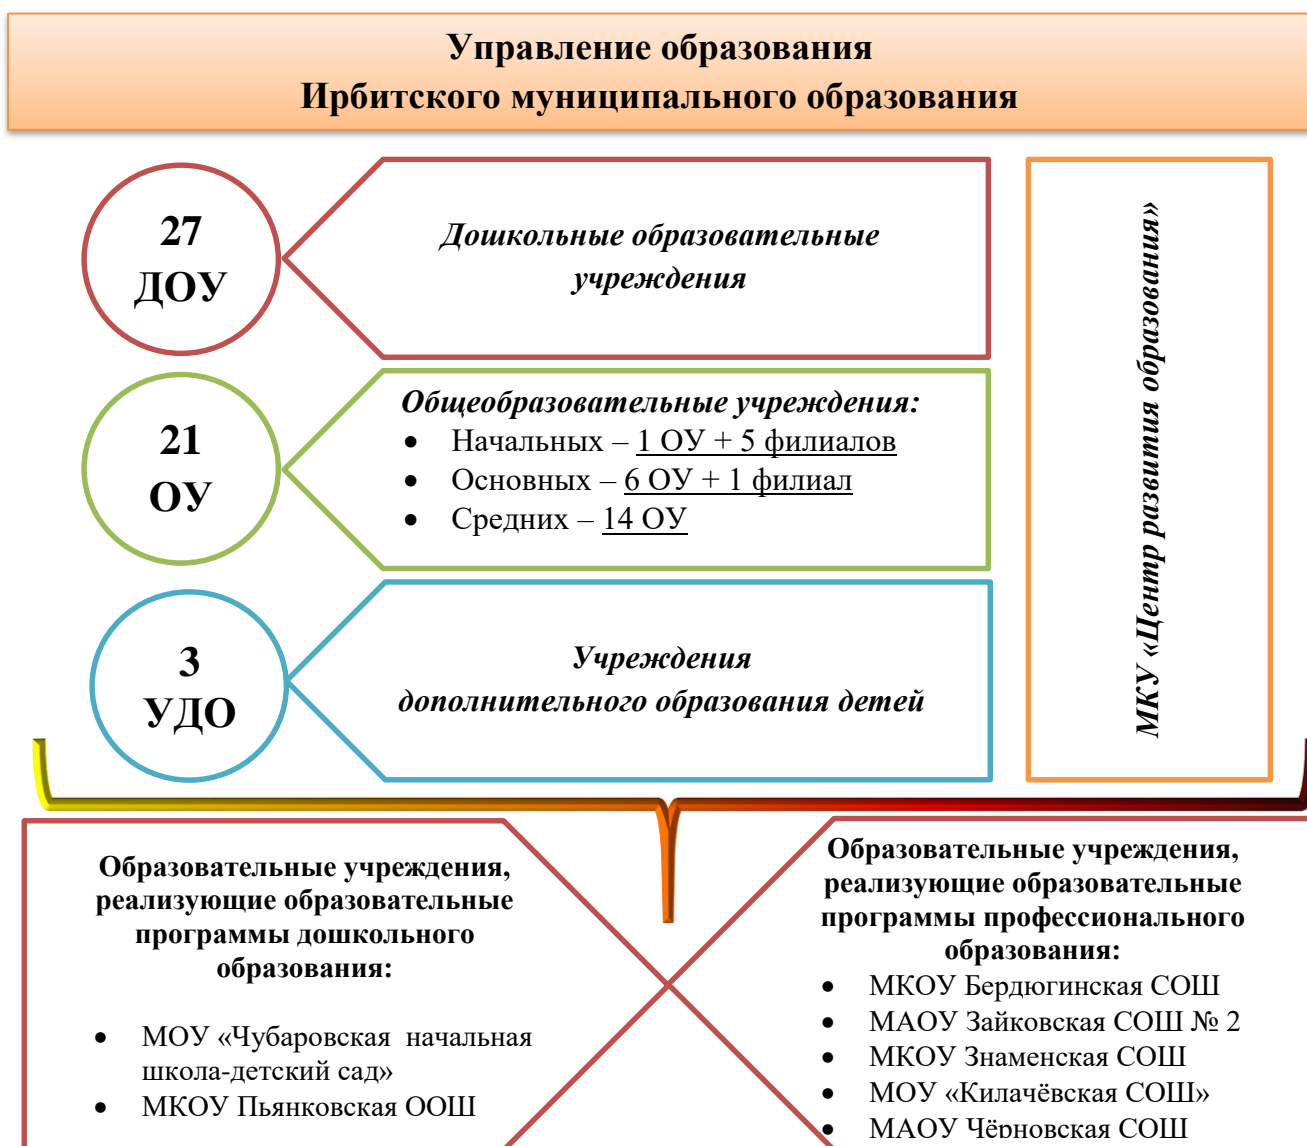 Управление образования
Ирбитского муниципального образования
27
ДОУ
Дошкольные образовательные
учреждения
21
ОУ
Общеобразовательные учреждения:
• Начальных – 1 ОУ + 5 филиалов
• Основных – 6 ОУ + 1 филиал
• Средних – 14 ОУ
3
УДО
Учреждения
дополнительного образования детей
МКУ «Центр развития образования»
Образовательные учреждения,
реализующие образовательные
программы дошкольного
образования:
• МОУ «Чубаровская начальная
школа-детский сад»
• МКОУ Пьянковская ООШ
Образовательные учреждения,
реализующие образовательные
программы профессионального
образования:
• МКОУ Бердюгинская СОШ
• МАОУ Зайковская СОШ № 2
• МКОУ Знаменская СОШ
• МОУ «Килачёвская СОШ»
• МАОУ Чёрновская СОШ